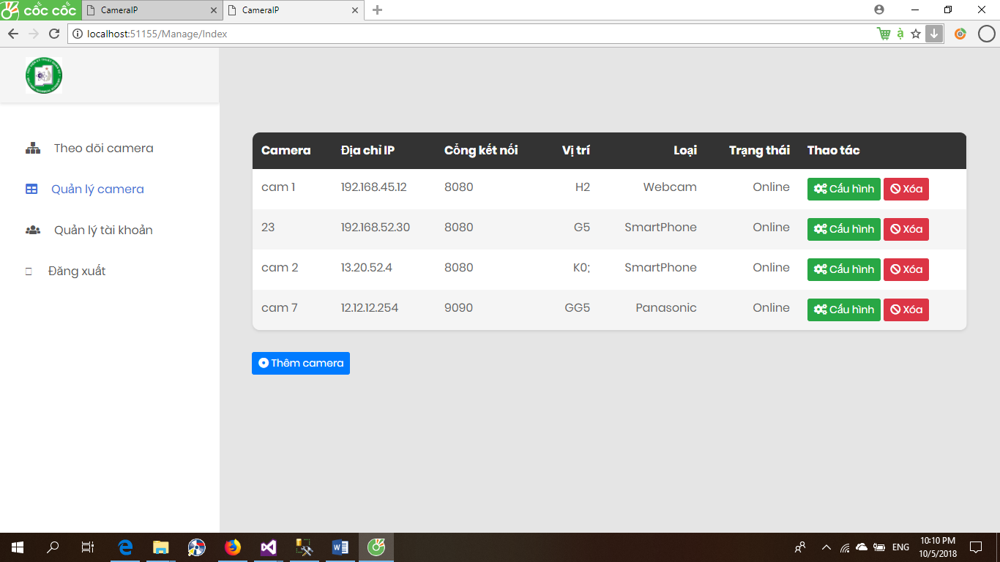 cốc cốc CameraIP CameraIP
localhost:51155/Manage/Index
Theo dõi camera
Quản lý camera
Quản lý tài khoản
Đăng xuất
Camera Địa chỉ IP Cổng kết nối Vị trí Loại Trạng thái Thao tác
cam 1 192.168.45.12 8080 H2 Webcam Online Cấu hình Xóa
23 192.168.52.30 8080 G5 SmartPhone Online Cấu hình Xóa
cam 2 13.20.52.4 8080 K0; SmartPhone Online Cấu hình Xóa
cam 7 12.12.12.254 9090 GG5 Panasonic Online Cấu hình Xóa
Thêm camera
ENG
10:10 PM
10/5/2018